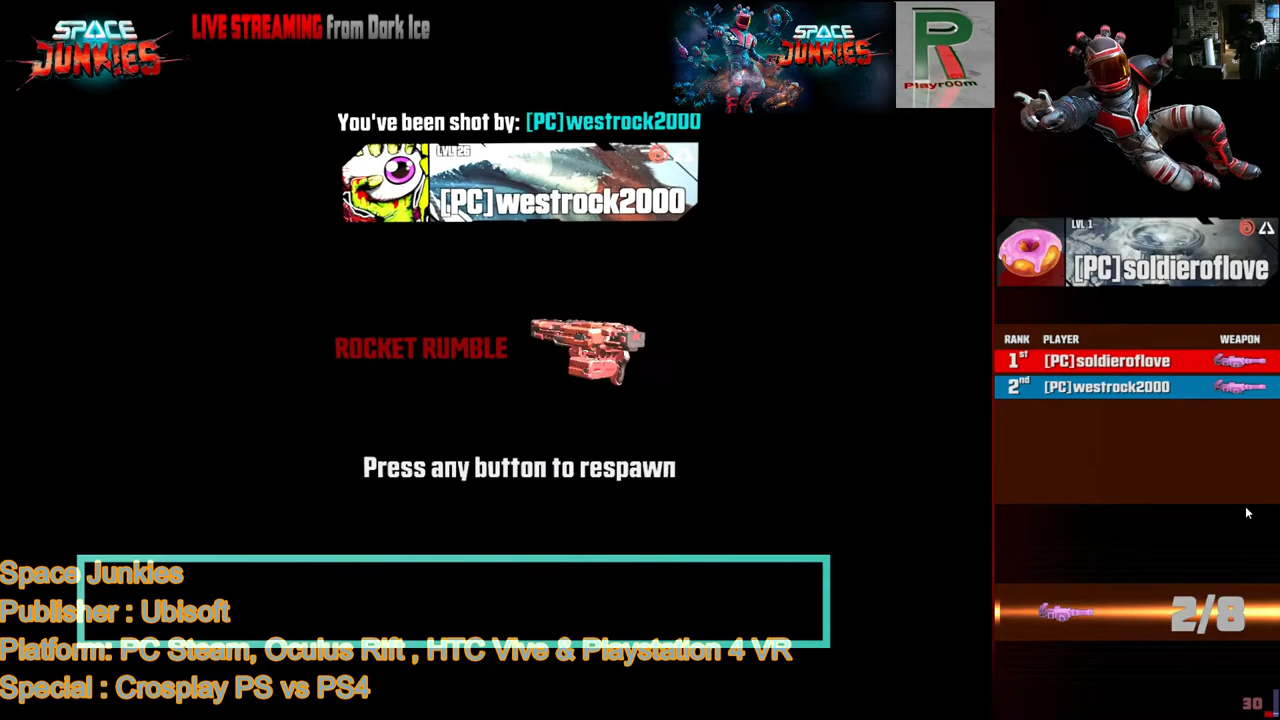 SPACE JUNKIES
LIVE STREAMING from Dark Ice
SPACE JUNKIES
R
Playr00m
You've been shot by: [PC]westrock2000
LVL 26
[PC]westrock2000
LVL 1
[PC]soldieroflove
ROCKET RUMBLE
RANK PLAYER WEAPON
1st [PC]soldieroflove
2nd [PC]westrock2000
Press any button to respawn
2/8
Space Junkies
Publisher : Ubisoft
Platform: PC Steam, Oculus Rift , HTC Vive & Playstation 4 VR
Special : Crosplay PS vs PS4
30